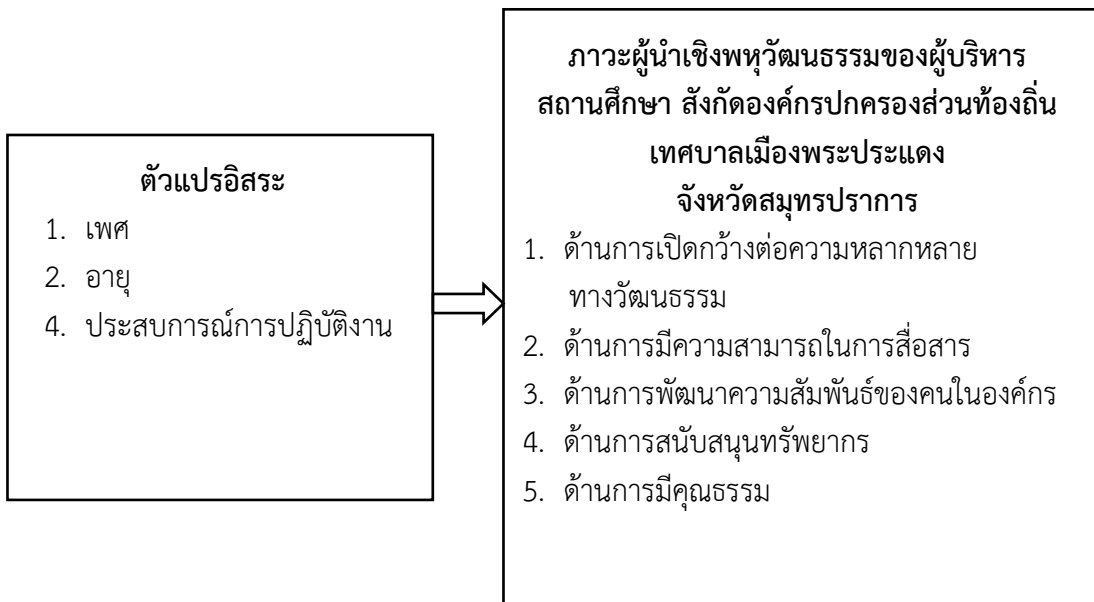 ตัวแปรอิสระ
1. เพศ
2. อายุ
4. ประสบการณ์การปฏิบัติงาน
ภาวะผู้นำเชิงพหุวัฒนธรรมของผู้บริหาร
สถานศึกษา สังกัดองค์กรปกครองส่วนท้องถิ่น
เทศบาลเมืองพระประแดง
จังหวัดสมุทรปราการ
1. ด้านการเปิดกว้างต่อความหลากหลาย
ทางวัฒนธรรม
2. ด้านการมีความสามารถในการสื่อสาร
3. ด้านการพัฒนาความสัมพันธ์ของคนในองค์กร
4. ด้านการสนับสนุนทรัพยากร
5. ด้านการมีคุณธรรม